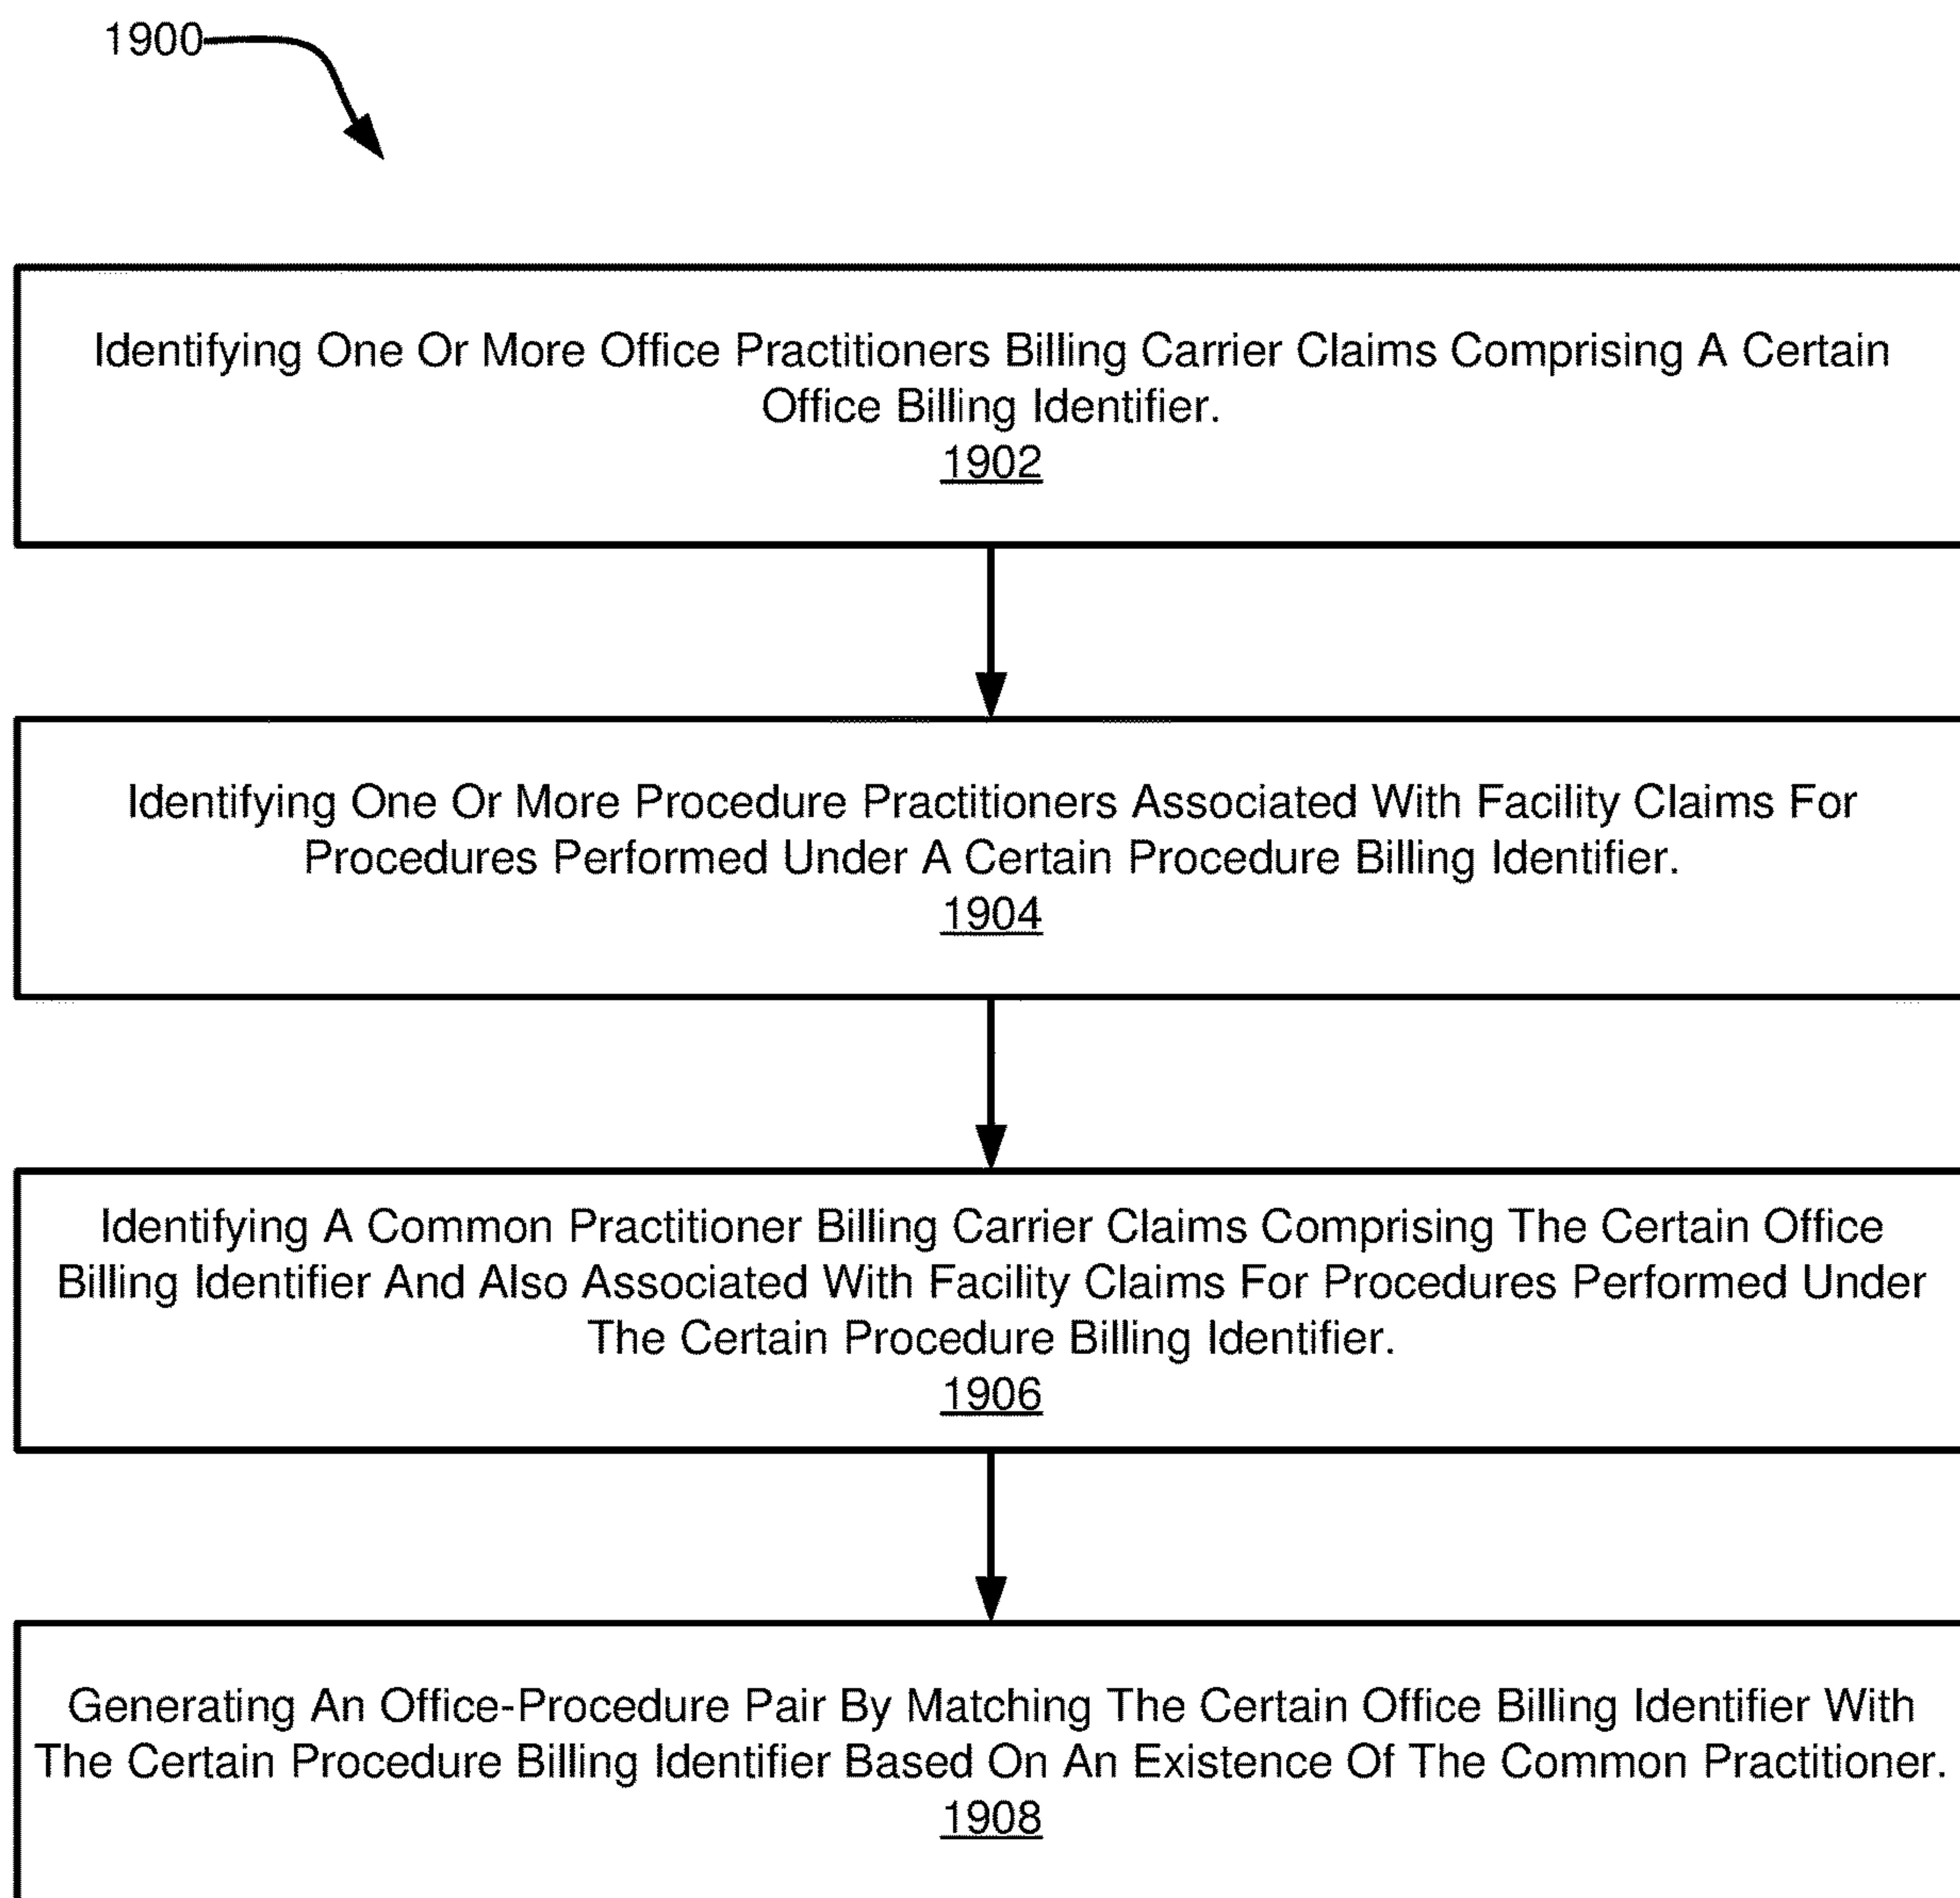 1900
Identifying One Or More Office Practitioners Billing Carrier Claims Comprising A Certain
Office Billing Identifier.
1902
Identifying One Or More Procedure Practitioners Associated With Facility Claims For
Procedures Performed Under A Certain Procedure Billing Identifier.
1904
Identifying A Common Practitioner Billing Carrier Claims Comprising The Certain Office
Billing Identifier And Also Associated With Facility Claims For Procedures Performed Under
The Certain Procedure Billing Identifier.
1906
Generating An Office-Procedure Pair By Matching The Certain Office Billing Identifier With
The Certain Procedure Billing Identifier Based On An Existence Of The Common Practitioner.
1908